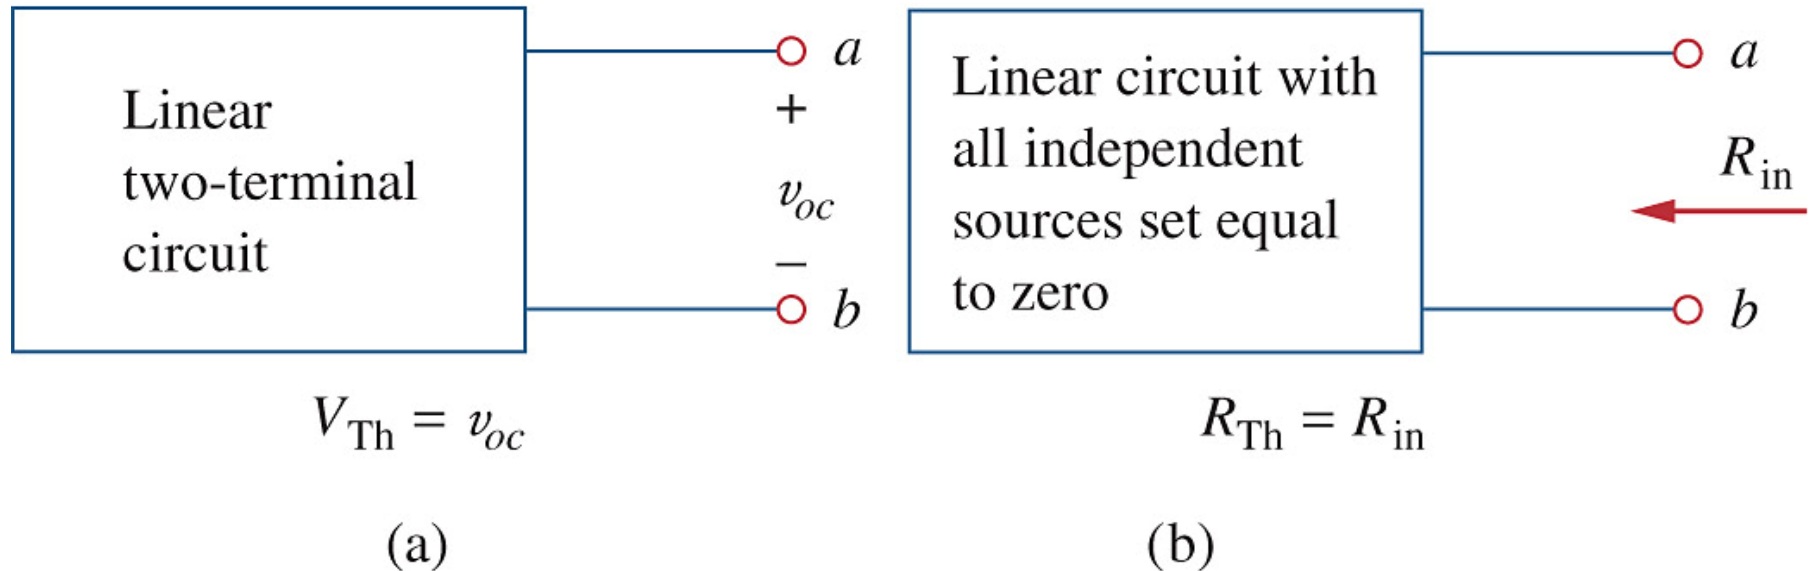 Linear
two-terminal
circuit
a
+
v_oc
–
b
V_Th = v_oc
(a)
Linear circuit with
all independent
sources set equal
to zero
a
R_in
b
R_Th = R_in
(b)